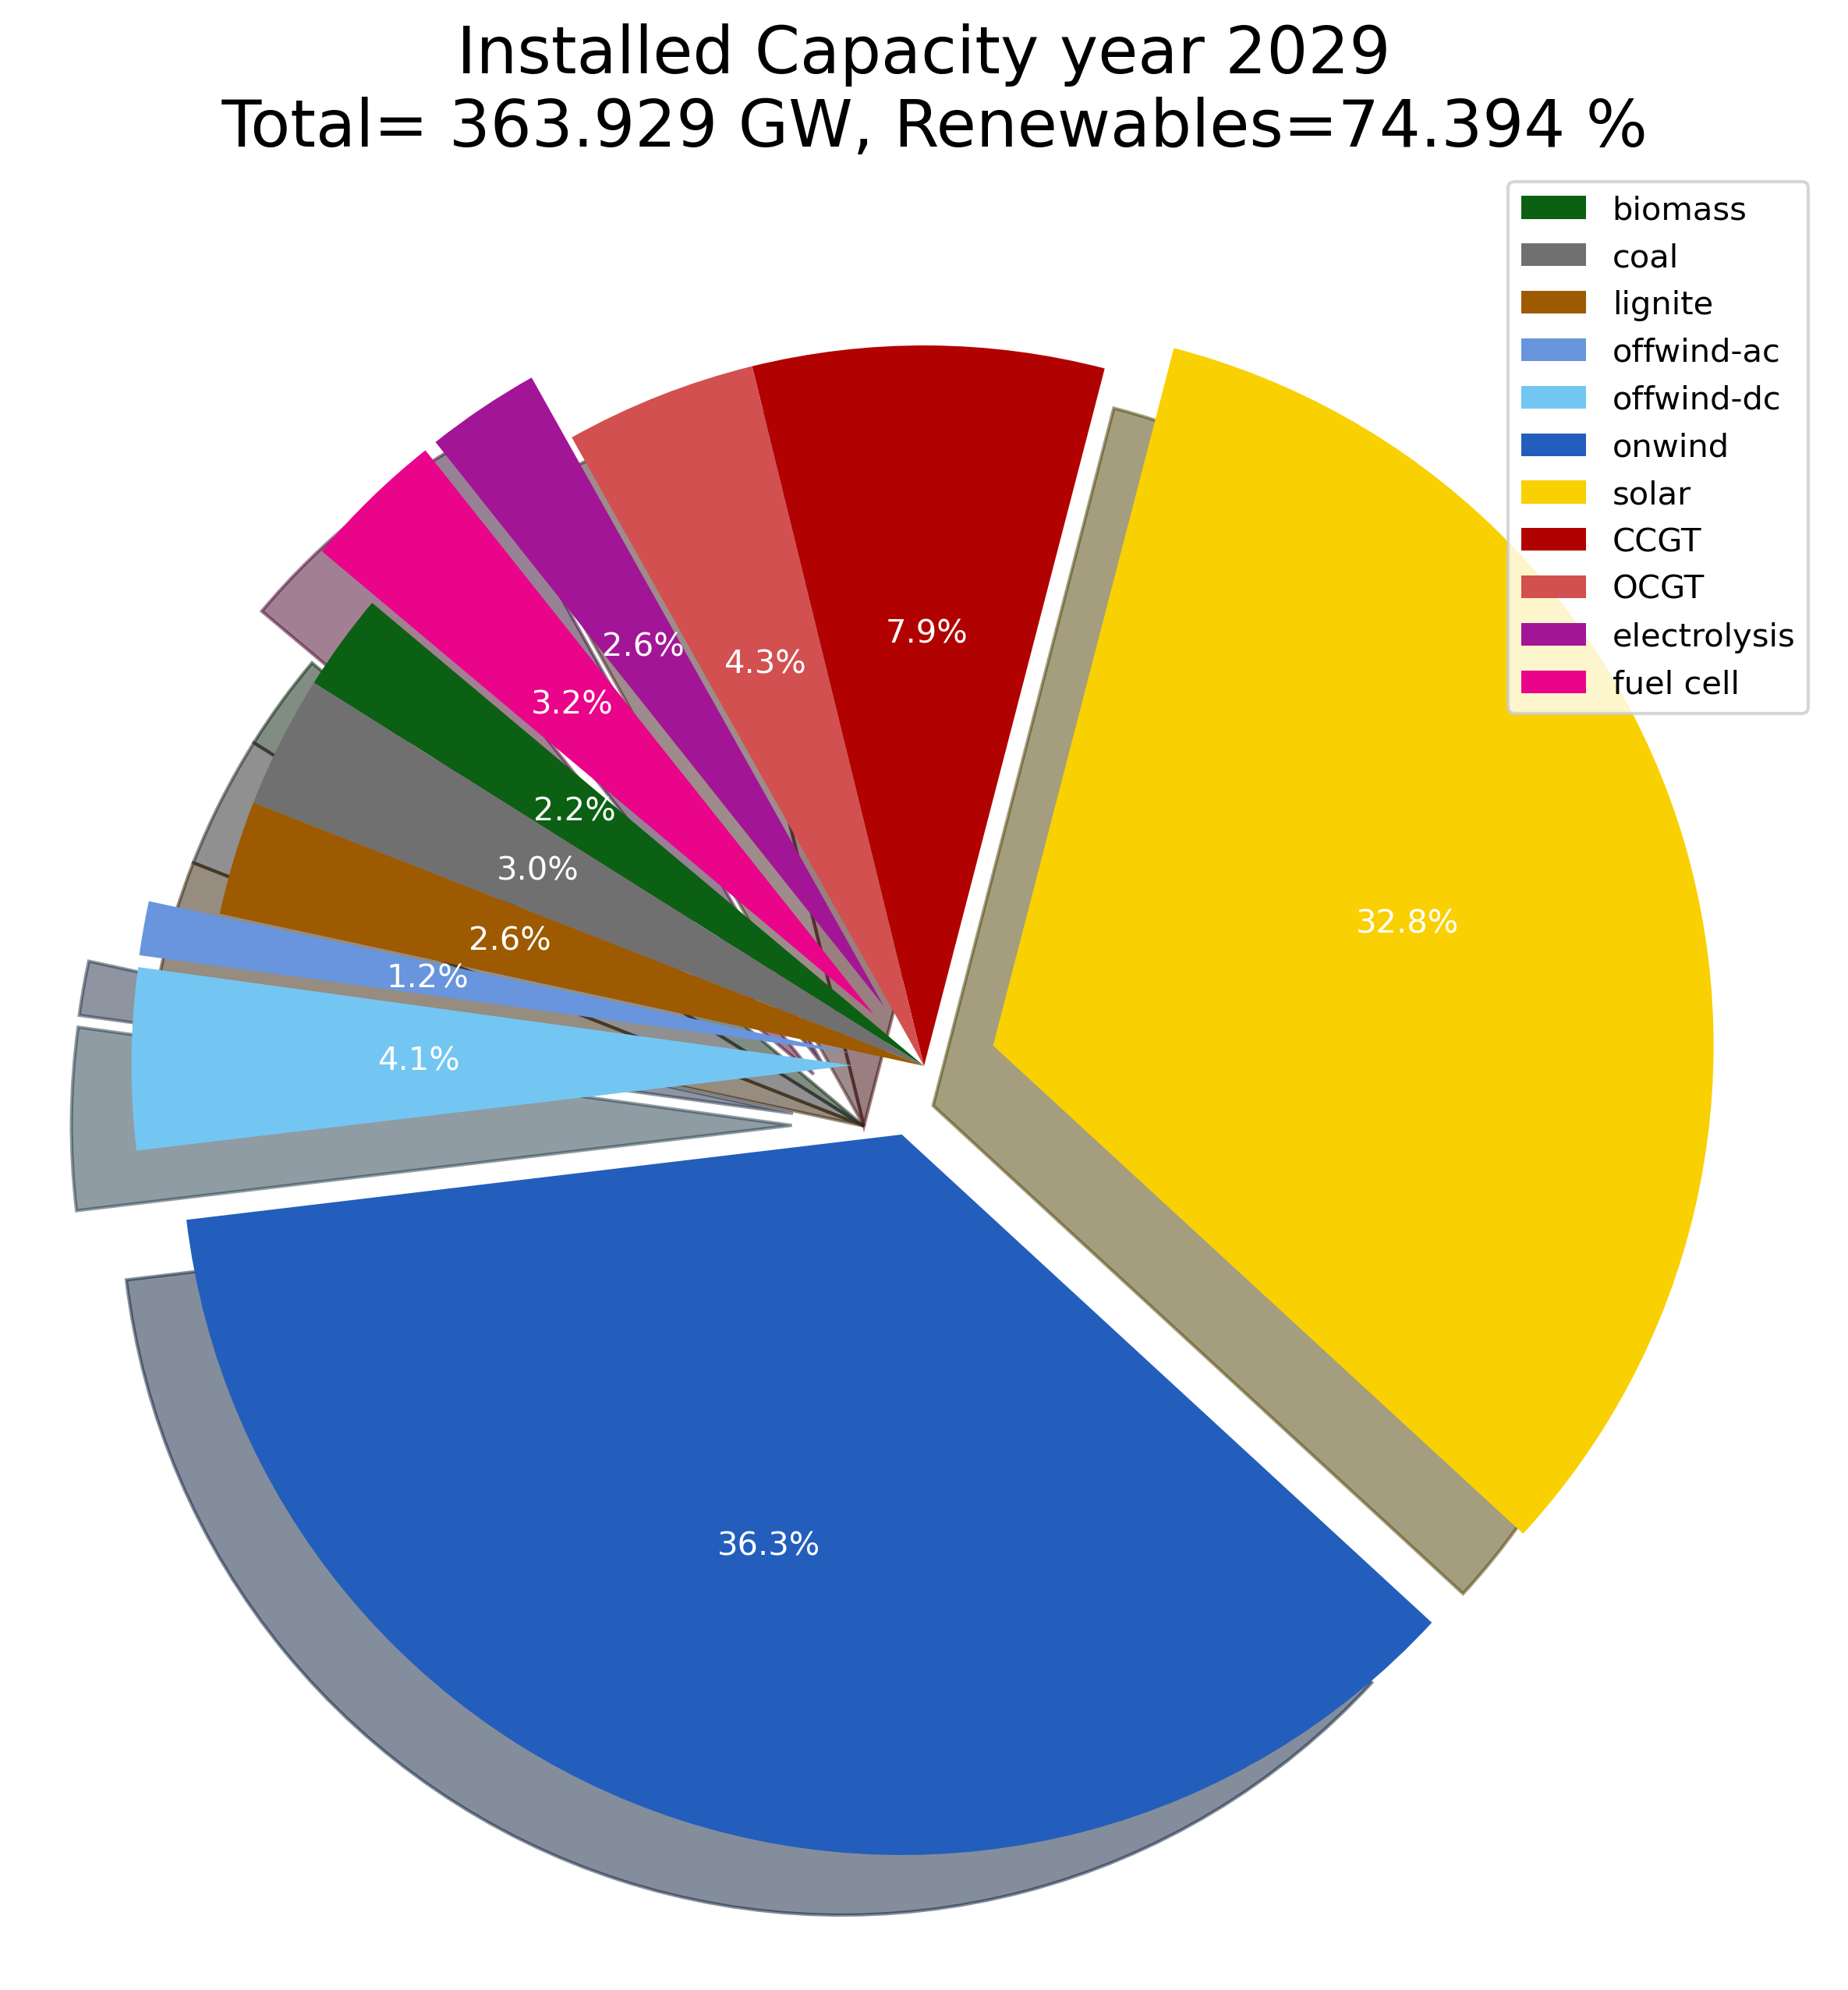 Installed Capacity year 2029
Total= 363.929 GW, Renewables=74.394 %
biomass
coal
lignite
offwind-ac
offwind-dc
onwind
solar
CCGT
OCGT
electrolysis
fuel cell
7.9%
2.6%
4.3%
3.2%
2.2%
3.0%
32.8%
2.6%
1.2%
4.1%
36.3%